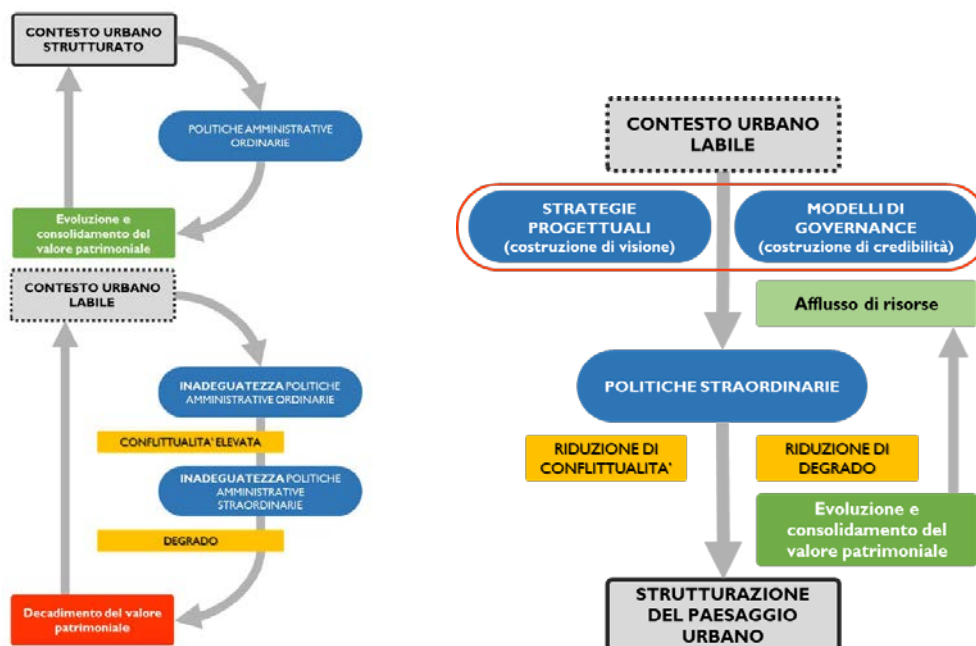 CONTESTO URBANO
STRUTTURATO
POLITICHE AMMINISTRATIVE
ORDINARIE
Evoluzione e
consolidamento del
valore patrimoniale
CONTESTO URBANO
LABILE
INADEGUATEZZA POLITICHE
AMMINISTRATIVE ORDINARIE
CONFLITTUALITA' ELEVATA
INADEGUATEZZA POLITICHE
AMMINISTRATIVE
STRAORDINARIE
DEGRADO
Decadimento del valore
patrimoniale
CONTESTO URBANO
LABILE
STRATEGIE
PROGETTUALI
(costruzione di visione)
MODELLI DI
GOVERNANCE
(costruzione di credibilità)
Afflusso di risorse
POLITICHE STRAORDINARIE
RIDUZIONE DI
CONFLITTUALITA'
RIDUZIONE DI
DEGRADO
Evoluzione e
consolidamento del
valore patrimoniale
STRUTTURAZIONE
DEL PAESAGGIO
URBANO